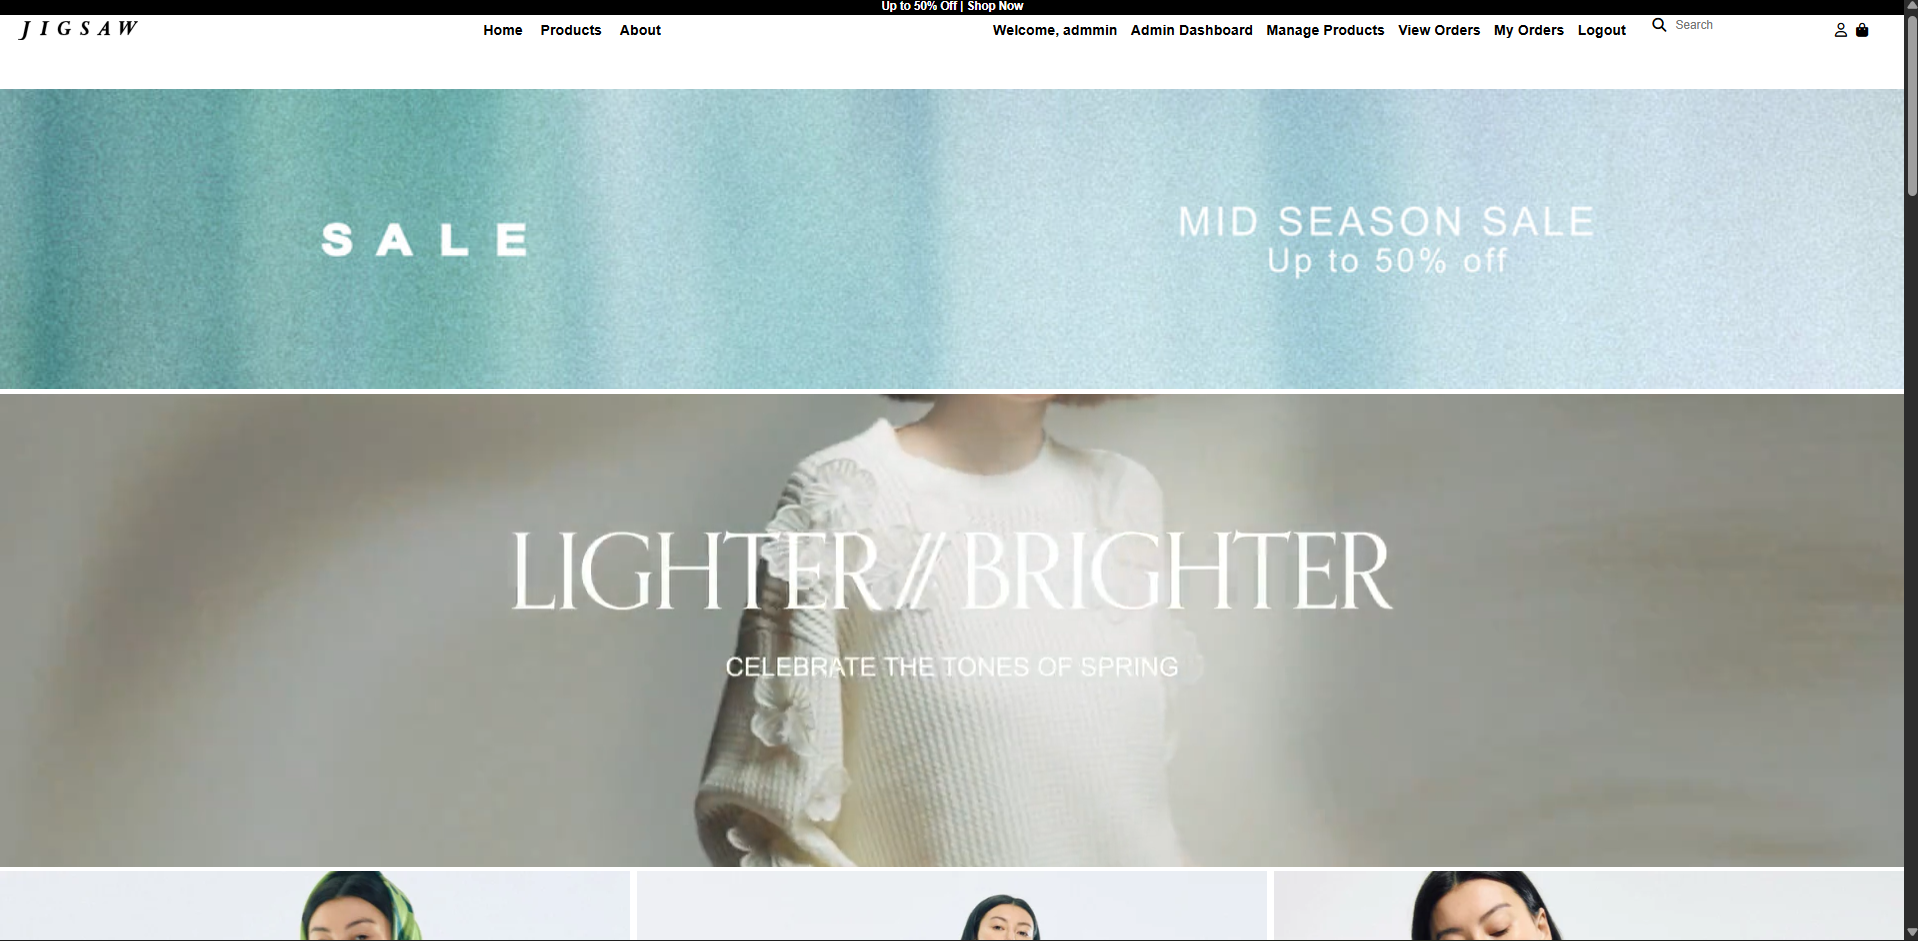 Up to 50% Off | Shop Now
JIGSAW
Home Products About
Welcome, admmin Admin Dashboard Manage Products View Orders My Orders Logout
Search
SALE
MID SEASON SALE
Up to 50% off
LIGHTER // BRIGHTER
CELEBRATE THE TONES OF SPRING